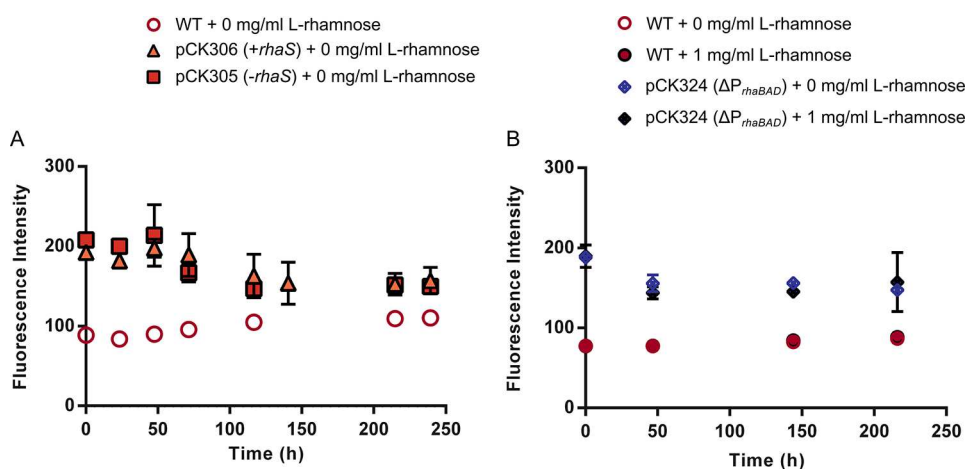 WT + 0 mg/ml L-rhamnose
pCK306 (+rhaS) + 0 mg/ml L-rhamnose
pCK305 (-rhaS) + 0 mg/ml L-rhamnose
A
Fluorescence Intensity
300
200
100
0
0 50 100 150 200 250
Time (h)
WT + 0 mg/ml L-rhamnose
WT + 1 mg/ml L-rhamnose
pCK324 (ΔPrhaBAD) + 0 mg/ml L-rhamnose
pCK324 (ΔPrhaBAD) + 1 mg/ml L-rhamnose
B
Fluorescence Intensity
300
200
100
0
0 50 100 150 200 250
Time (h)